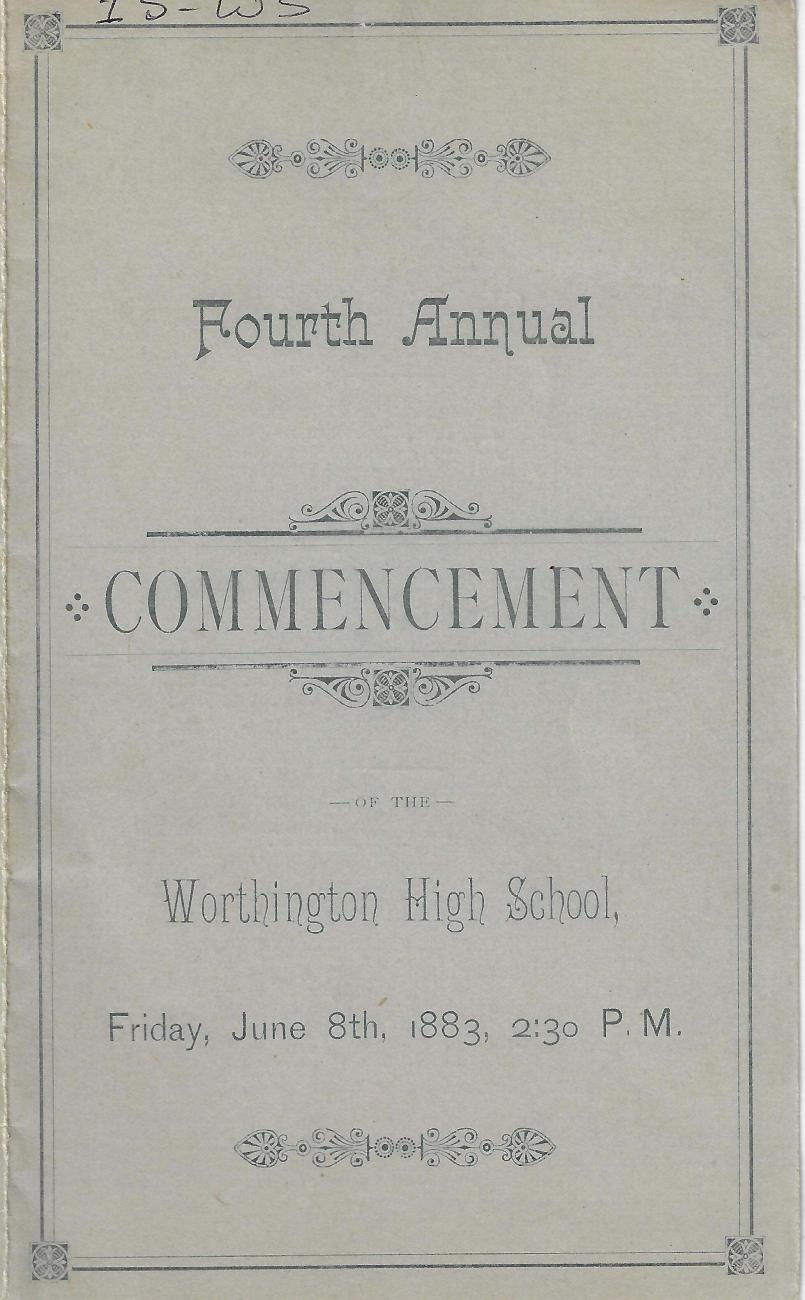 Fourth Annual
COMMENCEMENT
—OF THE—
Worthington High School,
Friday, June 8th, 1883, 2:30 P. M.